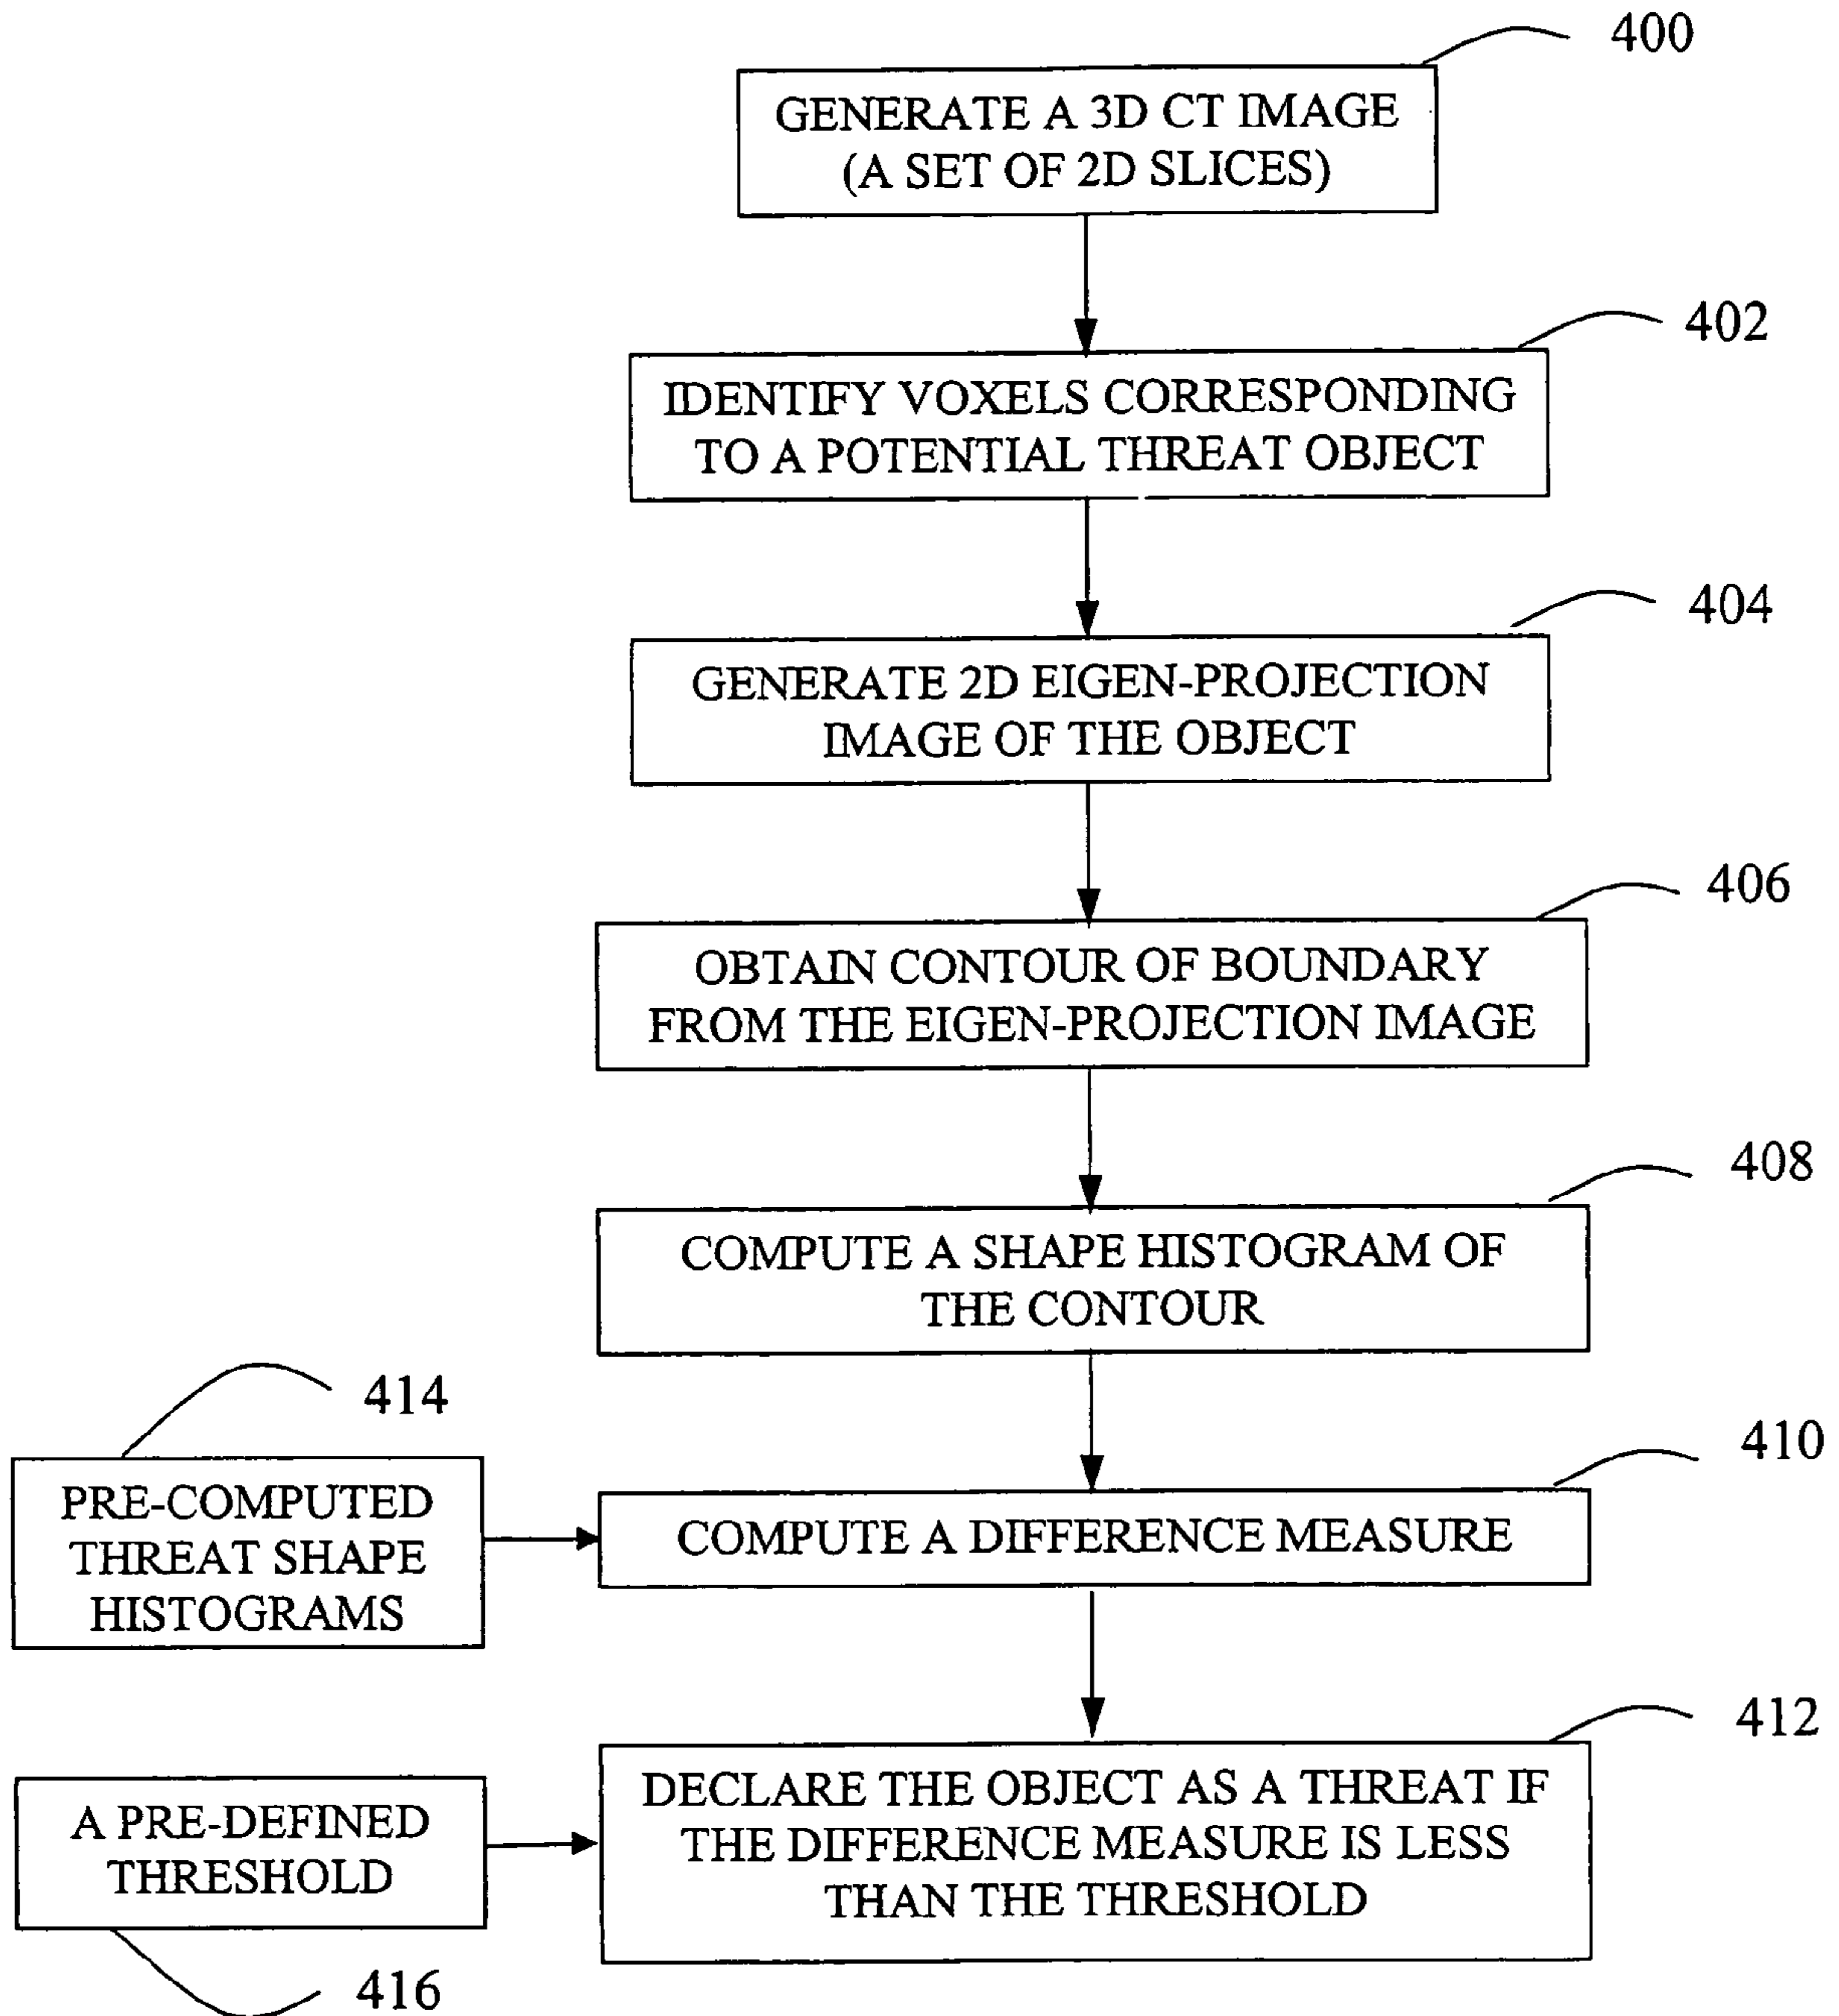 400
GENERATE A 3D CT IMAGE
(A SET OF 2D SLICES)
402
IDENTIFY VOXELS CORRESPONDING
TO A POTENTIAL THREAT OBJECT
404
GENERATE 2D EIGEN-PROJECTION
IMAGE OF THE OBJECT
406
OBTAIN CONTOUR OF BOUNDARY
FROM THE EIGEN-PROJECTION IMAGE
408
COMPUTE A SHAPE HISTOGRAM OF
THE CONTOUR
414
PRE-COMPUTED
THREAT SHAPE
HISTOGRAMS
410
COMPUTE A DIFFERENCE MEASURE
412
DECLARE THE OBJECT AS A THREAT IF
THE DIFFERENCE MEASURE IS LESS
THAN THE THRESHOLD
A PRE-DEFINED
THRESHOLD
416